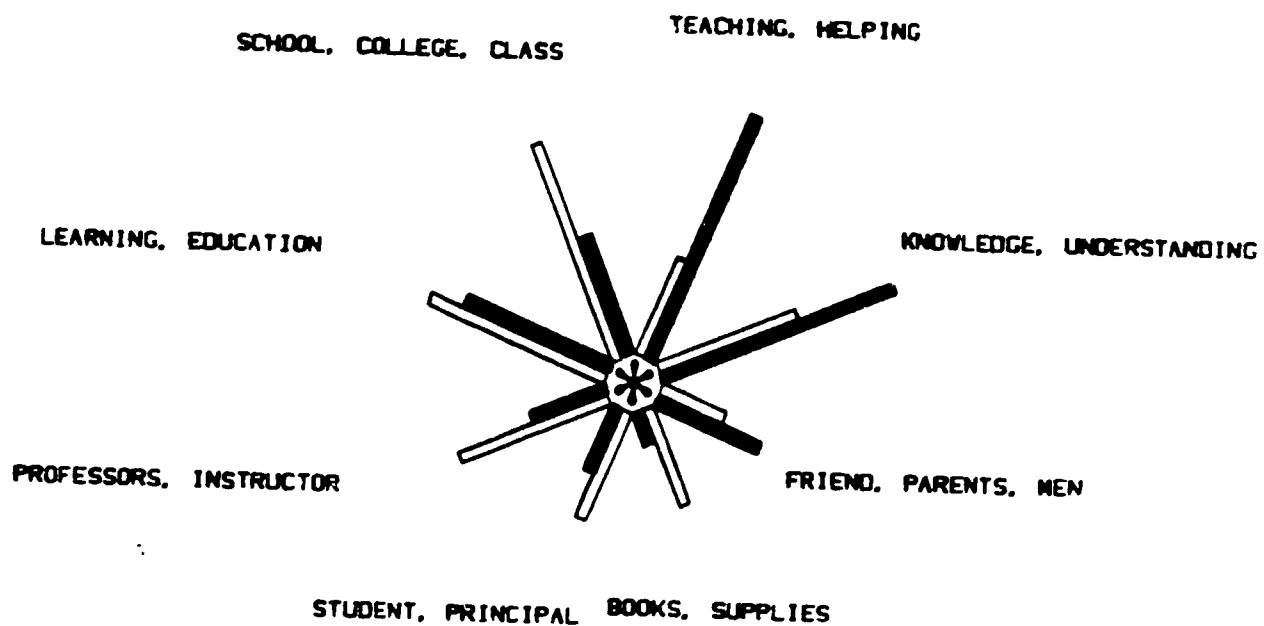 TEACHING, HELPING
SCHOOL, COLLEGE, CLASS
LEARNING, EDUCATION
KNOWLEDGE, UNDERSTANDING
PROFESSORS, INSTRUCTOR
FRIEND, PARENTS, MEN
STUDENT, PRINCIPAL
BOOKS, SUPPLIES